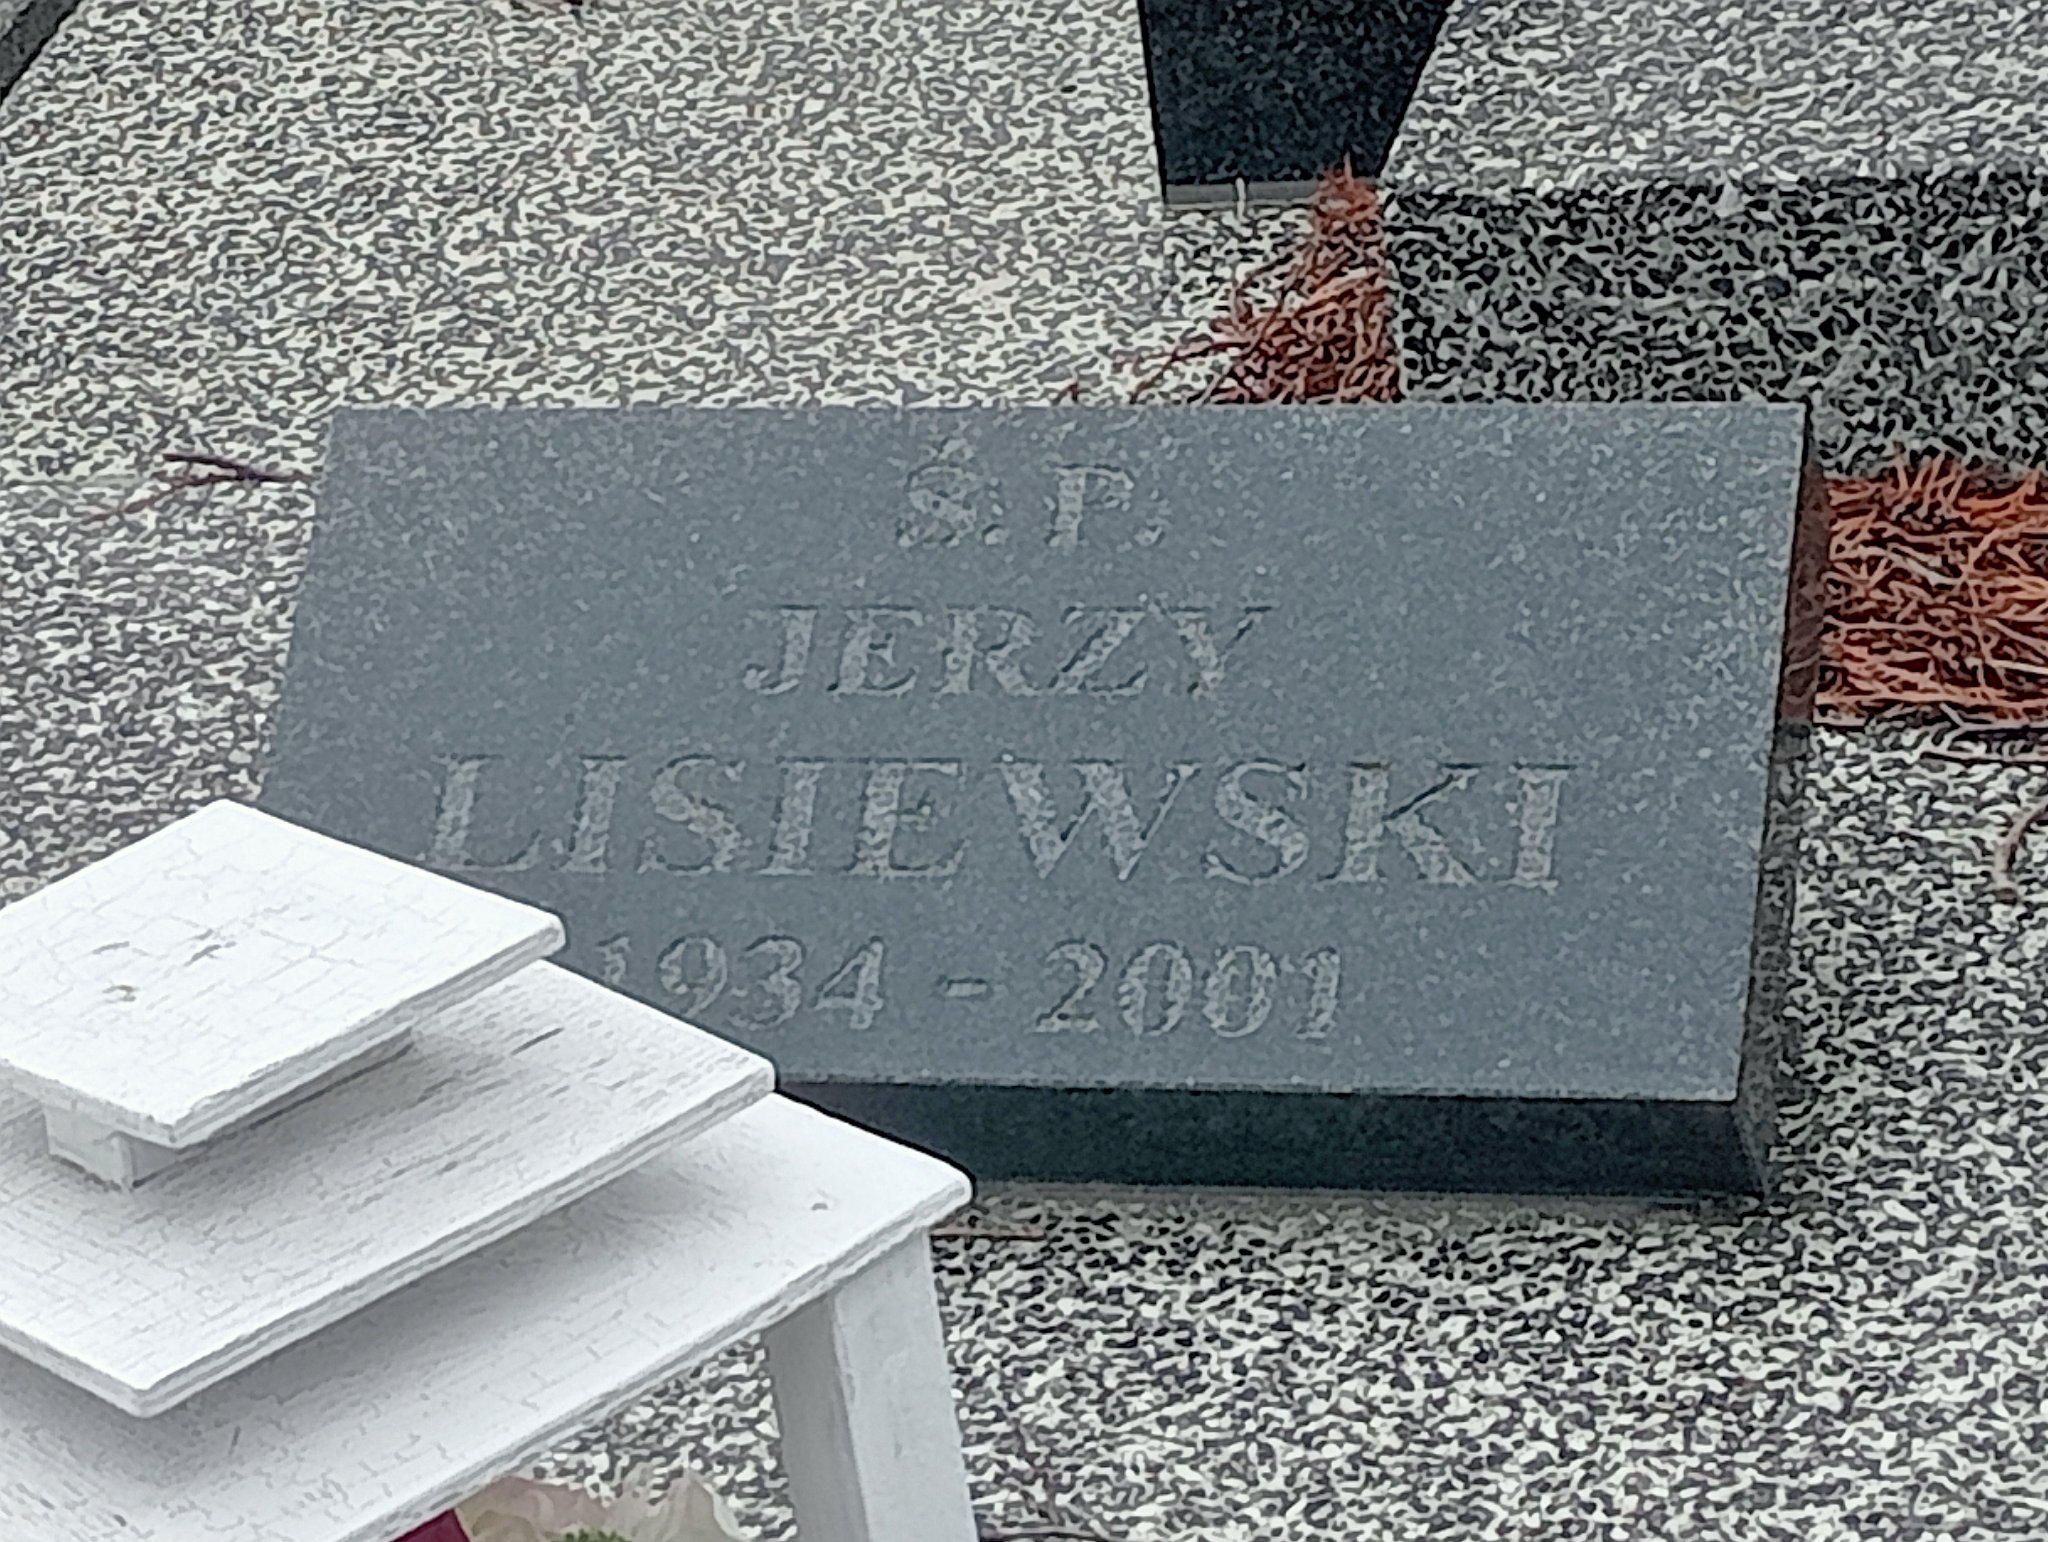 Ś.P.
JERZY
LISIEWSKI
1934 - 2001